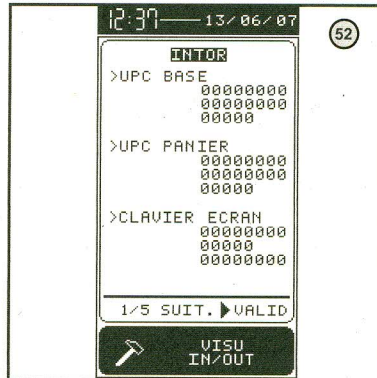 12:37 13/06/07
52
INTOR
>UPC BASE
00000000
00000000
00000
>UPC PANIER
00000000
00000000
00000
>CLAVIER ECRAN
00000000
00000
00000000
1/5 SUIT.▶VALID
VISU
IN/OUT